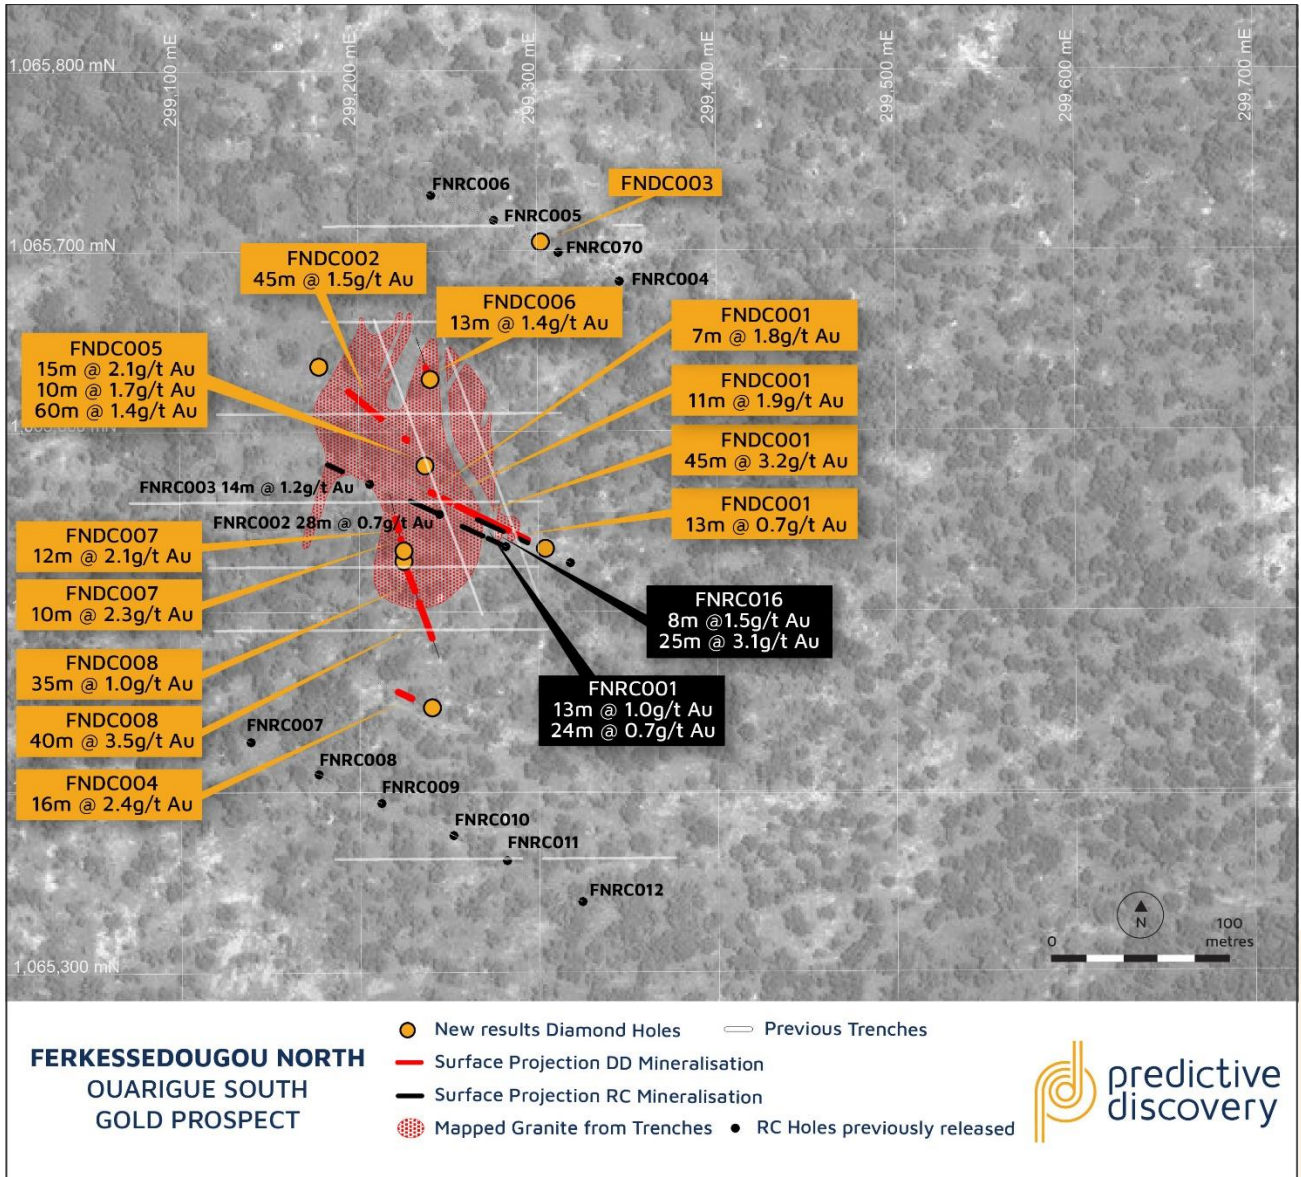 299,100 mE
299,200 mE
299,300 mE
299,400 mE
299,500 mE
299,600 mE
299,700 mE
1,065,800 mN
FNRC006
FNDC003
FNRC005
1,065,700 mN
FNRC070
FNDC002
45m @ 1.5g/t Au
FNRC004
FNDC006
13m @ 1.4g/t Au
FNDC001
7m @ 1.8g/t Au
FNDC005
15m @ 2.1g/t Au
10m @ 1.7g/t Au
60m @ 1.4g/t Au
FNDC001
11m @ 1.9g/t Au
FNDC001
45m @ 3.2g/t Au
FNRC003 14m @ 1.2g/t Au
FNDC001
13m @ 0.7g/t Au
FNRC002 28m @ 0.7g/t Au
FNDC007
12m @ 2.1g/t Au
FNDC007
10m @ 2.3g/t Au
FNRC016
8m @1.5g/t Au
25m @ 3.1g/t Au
FNDC008
35m @ 1.0g/t Au
FNRC001
13m @ 1.0g/t Au
24m @ 0.7g/t Au
FNDC008
40m @ 3.5g/t Au
FNRC007
FNDC004
16m @ 2.4g/t Au
FNRC008
FNRC009
FNRC010
FNRC011
FNRC012
N
0
100
metres
1,065,300 mN
FERKESSEDOUGOU NORTH
OUARIGUE SOUTH
GOLD PROSPECT
New results Diamond Holes
Previous Trenches
Surface Projection DD Mineralisation
Surface Projection RC Mineralisation
Mapped Granite from Trenches
RC Holes previously released
predictive
discovery